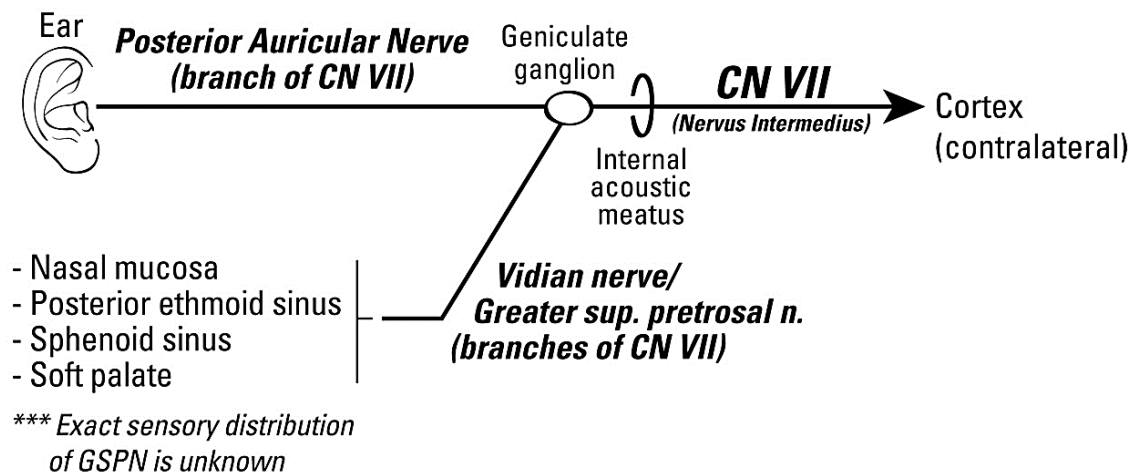 Ear
Posterior Auricular Nerve
(branch of CN VII)
Geniculate
ganglion
CN VII
(Nervus Intermedius)
Cortex
(contralateral)
Internal
acoustic
meatus
- Nasal mucosa
- Posterior ethmoid sinus
- Sphenoid sinus
- Soft palate
Vidian nerve/
Greater sup. pretrosal n.
(branches of CN VII)
*** Exact sensory distribution
of GSPN is unknown